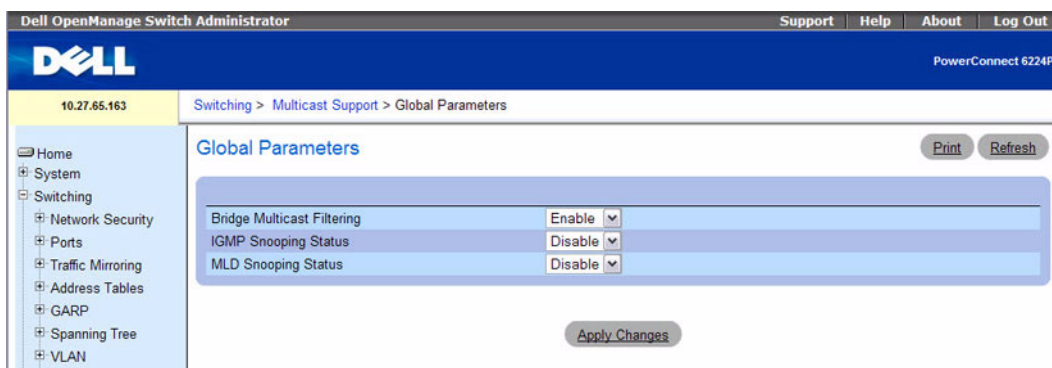 Dell OpenManage Switch Administrator Support Help About Log Out
DELL
PowerConnect 6224P
10.27.65.163
Switching > Multicast Support > Global Parameters
Home
System
Switching
Network Security
Ports
Traffic Mirroring
Address Tables
GARP
Spanning Tree
VLAN
Global Parameters
Print Refresh
Bridge Multicast Filtering Enable
IGMP Snooping Status Disable
MLD Snooping Status Disable
Apply Changes